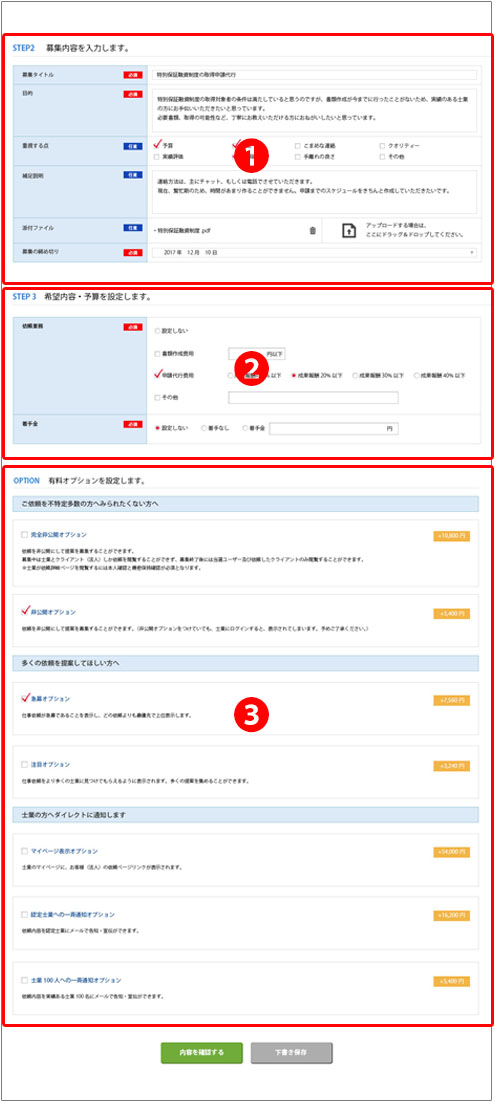 STEP2 募集内容を入力します。
募集タイトル 必須 特別保証融資制度の取得申請代行
目的 必須
特別保証融資制度の取得対象者の条件は満たしていると思うのですが、書類作成が今までに行ったことがないため、実績のある士業
の方にお手伝いいただきたいと思っています。
必要書類、取得の可能性など、丁寧にお教えいただける方におねがいしたいと思っています。
重視する点 任意 予算 こまめな連絡 クオリティー
実績評価 手離れの良さ その他
1
補足説明 任意
連絡方法は、主にチャット、もしくは電話でさせていただきます。
現在、繁忙期のため、時間があまり作ることができません。申請までのスケジュールをきちんと作成していただきたいです。
添付ファイル 任意 ・特別保証融資制度.pdf アップロードする場合は、
ここにドラッグ&ドロップしてください。
募集の締め切り 必須 2017 年 12 月 10 日
STEP 3 希望内容・予算を設定します。
依頼業務 必須 設定しない
書類作成費用 円以下
2
申請代行費用 以下 成果報酬 20% 以下 成果報酬 30% 以下 成果報酬 40% 以下
その他
着手金 必須 設定しない 着手なし 着手金 円
OPTION 有料オプションを設定します。
ご依頼を不特定多数の方へみられたくない方へ
完全非公開オプション +10,800 円
依頼を非公開にして提案を募集することができます。
募集中は士業とクライアント（法人）しか依頼を閲覧することができず、募集終了後には当選ユーザー及び依頼したクライアントのみ閲覧することができます。
※士業が依頼詳細ページを閲覧するには本人確認と機密保持確認が必須となります。
非公開オプション +5,400 円
依頼を非公開にして提案を募集することができます。（非公開オプションをつけていても、士業にログインすると、表示されてしまいます。予めご了承ください。）
多くの依頼を提案してほしい方へ
急募オプション +7,560 円
仕事依頼が急募であることを表示し、どの依頼よりも最優先で上位表示します。
3
注目オプション +3,240 円
仕事依頼をより多くの士業に見つけてもらえるように表示されます。多くの提案を集めることができます。
士業の方へダイレクトに通知します
マイページ表示オプション +54,000 円
士業のマイページに、お客様（法人）の依頼ページリンクが表示されます。
認定士業への一斉通知オプション +16,200 円
依頼内容を認定士業にメールで告知・宣伝ができます。
士業 100 人への一斉通知オプション +5,400 円
依頼内容を実績ある士業 100 名にメールで告知・宣伝ができます。
内容を確認する 下書き保存